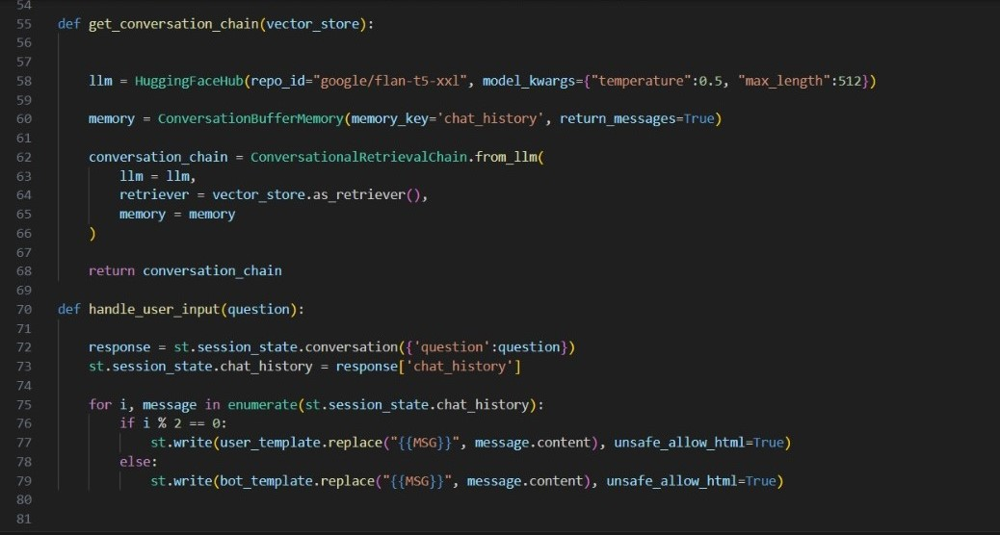 54
55 def get_conversation_chain(vector_store):
56
57
58 llm = HuggingFaceHub(repo_id="google/flan-t5-xxl", model_kwargs={"temperature":0.5, "max_length":512})
59
60 memory = ConversationBufferMemory(memory_key='chat_history', return_messages=True)
61
62 conversation_chain = ConversationalRetrievalChain.from_llm(
63 llm = llm,
64 retriever = vector_store.as_retriever(),
65 memory = memory
66 )
67
68 return conversation_chain
69
70 def handle_user_input(question):
71
72 response = st.session_state.conversation({'question':question})
73 st.session_state.chat_history = response['chat_history']
74
75 for i, message in enumerate(st.session_state.chat_history):
76 if i % 2 == 0:
77 st.write(user_template.replace("{{MSG}}", message.content), unsafe_allow_html=True)
78 else:
79 st.write(bot_template.replace("{{MSG}}", message.content), unsafe_allow_html=True)
80
81